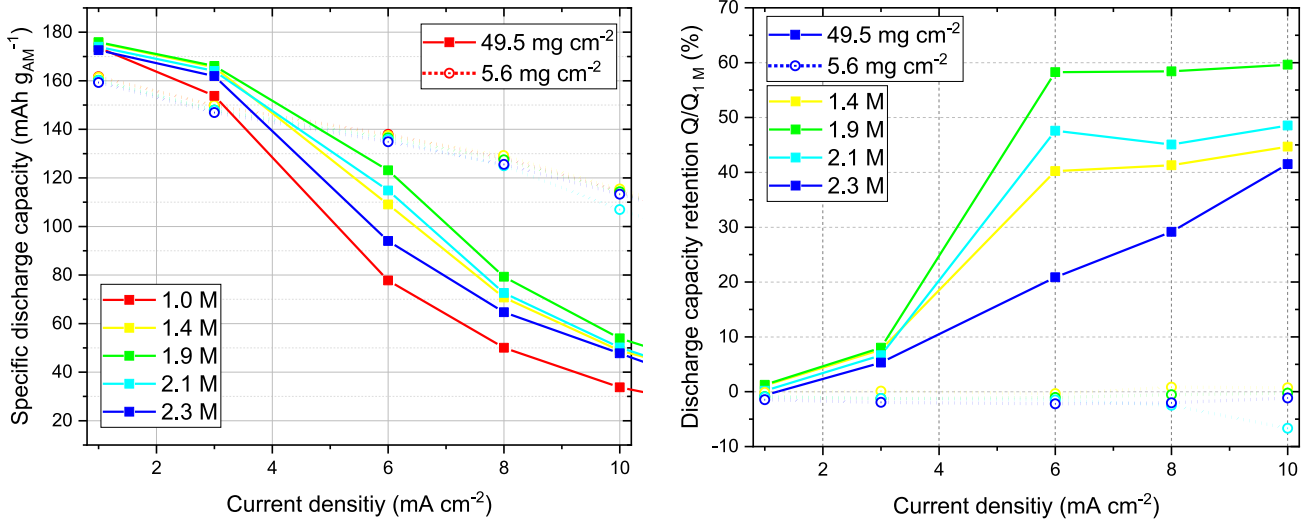 Specific discharge capacity (mAh g_AM⁻¹)
180
160
140
120
100
80
60
40
20
49.5 mg cm⁻²
5.6 mg cm⁻²
1.0 M
1.4 M
1.9 M
2.1 M
2.3 M
2 4 6 8 10
Current densitiy (mA cm⁻²)
Discharge capacity retention Q/Q₁ M (%)
70
60
50
40
30
20
10
0
-10
49.5 mg cm⁻²
5.6 mg cm⁻²
1.4 M
1.9 M
2.1 M
2.3 M
2 4 6 8 10
Current densitiy (mA cm⁻²)